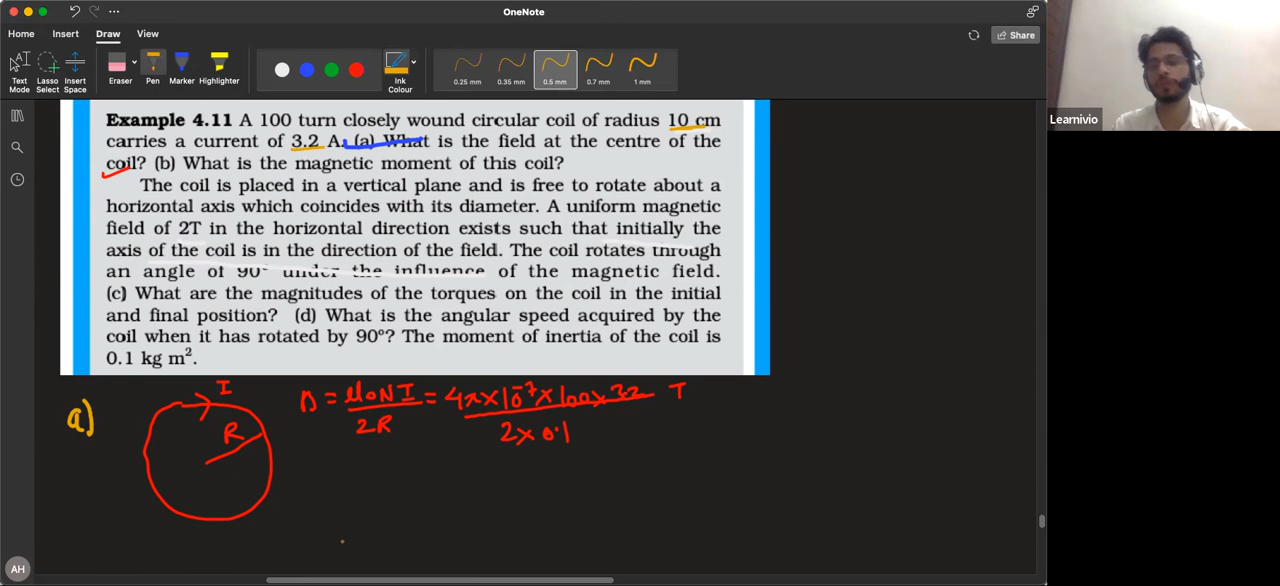 OneNote
Home Insert Draw View
Share
Text Mode Lasso Select Insert Space Eraser Pen Marker Highlighter Ink Colour 0.25 mm 0.35 mm 0.5 mm 0.7 mm 1 mm
Example 4.11 A 100 turn closely wound circular coil of radius 10 cm
carries a current of 3.2 A. (a) What is the field at the centre of the
coil? (b) What is the magnetic moment of this coil?
The coil is placed in a vertical plane and is free to rotate about a
horizontal axis which coincides with its diameter. A uniform magnetic
field of 2T in the horizontal direction exists such that initially the
axis of the coil is in the direction of the field. The coil rotates through
an angle of 90° under the influence of the magnetic field.
(c) What are the magnitudes of the torques on the coil in the initial
and final position? (d) What is the angular speed acquired by the
coil when it has rotated by 90°? The moment of inertia of the coil is
0.1 kg m².
a)
I
R
B = μ0NI / 2R = 4π×10⁻⁷×100×3.2 / 2×0.1 T
Learnivio
AH